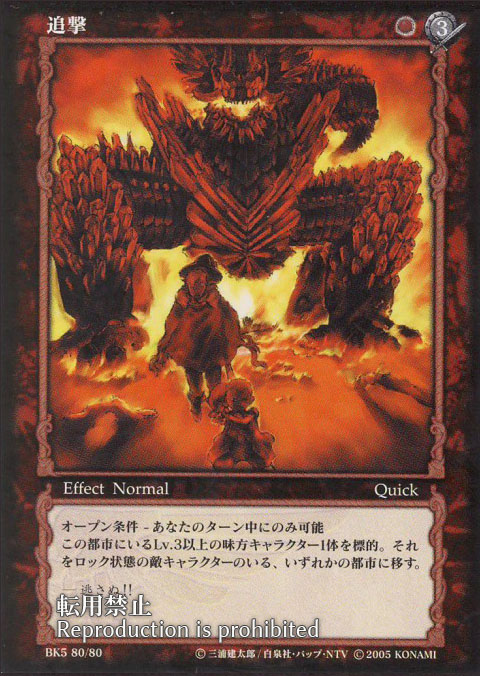 追撃
3
Effect Normal
Quick
オープン条件 - あなたのターン中にのみ可能
この都市にいるLv.3以上の味方キャラクター1体を標的。それ
をロック状態の敵キャラクターのいる、いずれかの都市に移す。
逃さぬ!!
転用禁止
Reproduction is prohibited
BK5 80/80
©三浦建太郎/白泉社・バップ・NTV ©2005 KONAMI